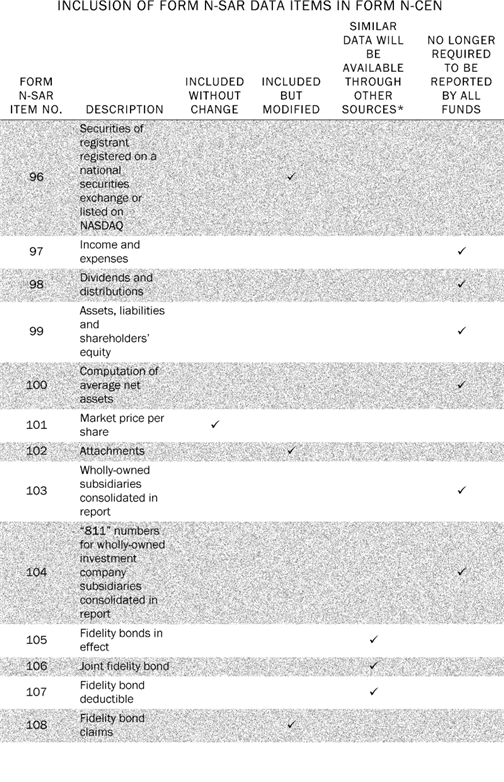 INCLUSION OF FORM N-SAR DATA ITEMS IN FORM N-CEN
FORM
N-SAR
ITEM NO.
DESCRIPTION
INCLUDED
WITHOUT
CHANGE
INCLUDED
BUT
MODIFIED
SIMILAR
DATA WILL
BE
AVAILABLE
THROUGH
OTHER
SOURCES*
NO LONGER
REQUIRED
TO BE
REPORTED
BY ALL
FUNDS
96
Securities of
registrant
registered on a
national
securities
exchange or
listed on
NASDAQ
✓
97
Income and
expenses
✓
98
Dividends and
distributions
✓
99
Assets, liabilities
and
shareholders'
equity
✓
100
Computation of
average net
assets
✓
101
Market price per
share
✓
102
Attachments
✓
103
Wholly-owned
subsidiaries
consolidated in
report
✓
104
“811” numbers
for wholly-owned
investment
company
subsidiaries
consolidated in
report
✓
105
Fidelity bonds in
effect
✓
106
Joint fidelity bond
✓
107
Fidelity bond
deductible
✓
108
Fidelity bond
claims
✓